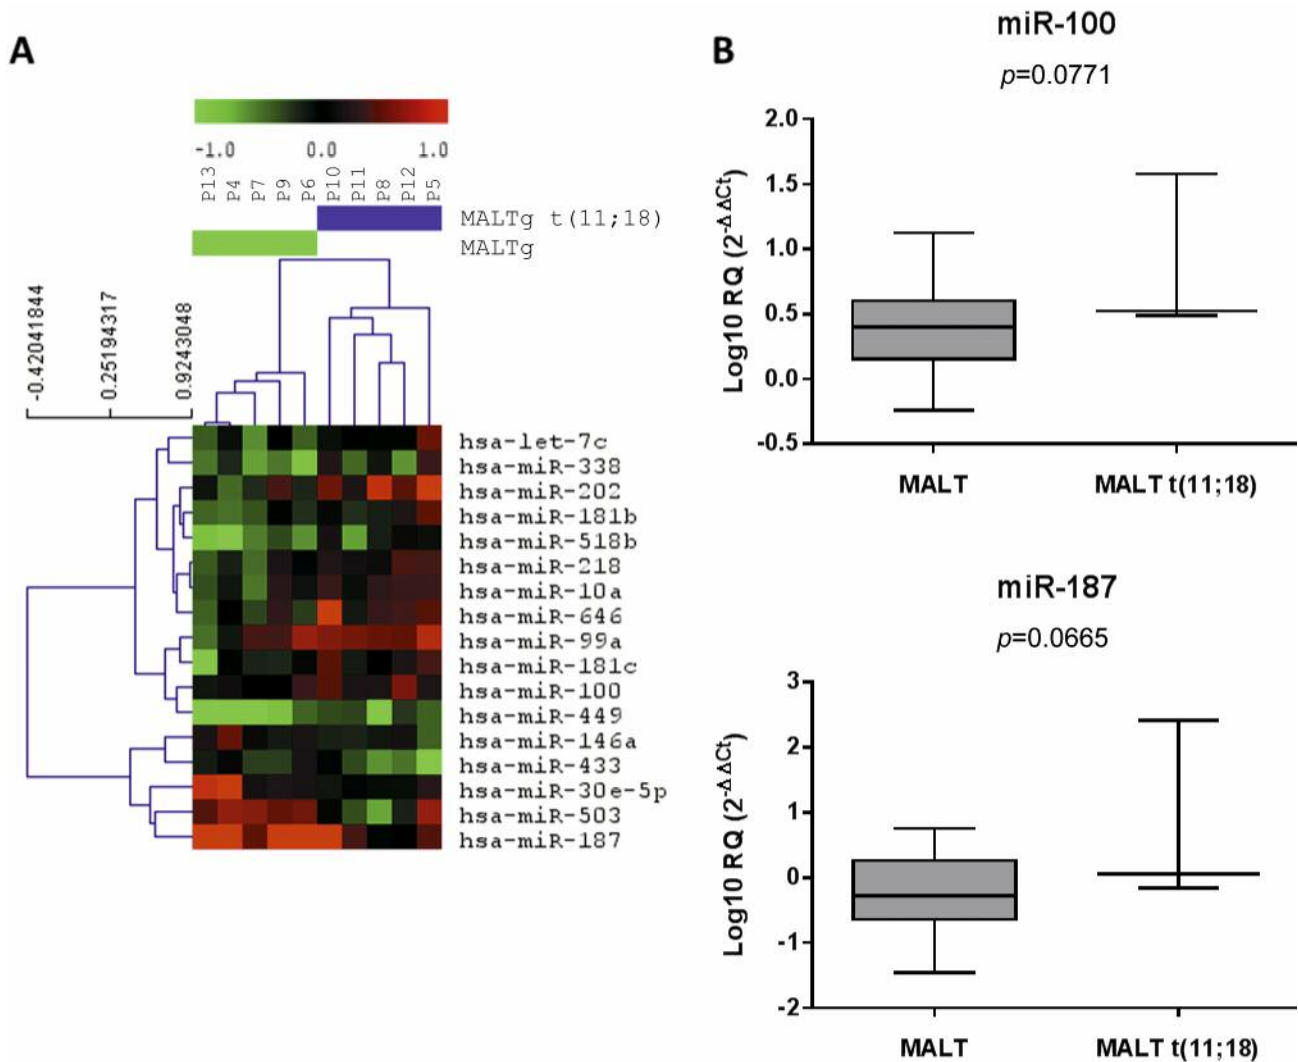 A
-1.0 0.0 1.0
P13 P4 P7 P9 P6 P10 P11 P8 P12 P5
MALTg t(11;18)
MALTg
-0.42041844 0.25194317 0.9243048
hsa-let-7c
hsa-miR-338
hsa-miR-202
hsa-miR-181b
hsa-miR-518b
hsa-miR-218
hsa-miR-10a
hsa-miR-646
hsa-miR-99a
hsa-miR-181c
hsa-miR-100
hsa-miR-449
hsa-miR-146a
hsa-miR-433
hsa-miR-30e-5p
hsa-miR-503
hsa-miR-187
B
miR-100
p=0.0771
Log10 RQ (2-ΔΔCt)
2.0
1.5
1.0
0.5
0.0
-0.5
MALT MALT t(11;18)
miR-187
p=0.0665
Log10 RQ (2-ΔΔCt)
3
2
1
0
-1
-2
MALT MALT t(11;18)